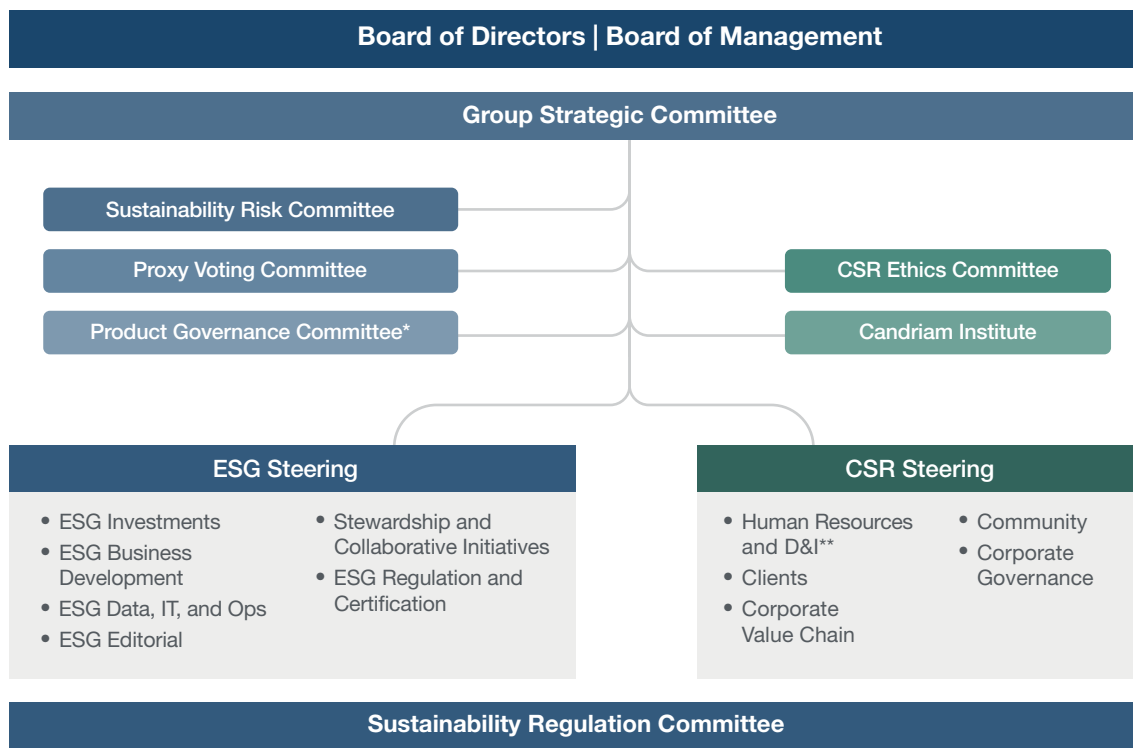 Board of Directors | Board of Management
Group Strategic Committee
Sustainability Risk Committee
Proxy Voting Committee
Product Governance Committee*
CSR Ethics Committee
Candriam Institute
ESG Steering
• ESG Investments
• ESG Business
Development
• ESG Data, IT, and Ops
• ESG Editorial
• Stewardship and
Collaborative Initiatives
• ESG Regulation and
Certification
CSR Steering
• Human Resources
and D&I**
• Clients
• Corporate
Value Chain
• Community
• Corporate
Governance
Sustainability Regulation Committee